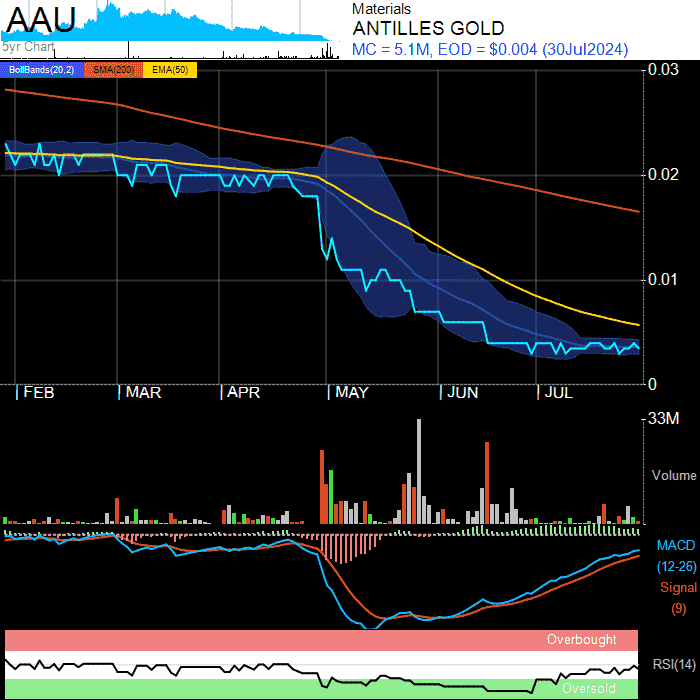 AAU
5yr Chart
Materials
ANTILLES GOLD
MC = 5.1M, EOD = $0.004 (30Jul2024)
BollBands(20,2) SMA(200) EMA(50)
0.03
0.02
0.01
0
FEB MAR APR MAY JUN JUL
33M
Volume
MACD
(12-26)
Signal
(9)
Overbought
RSI(14)
Oversold